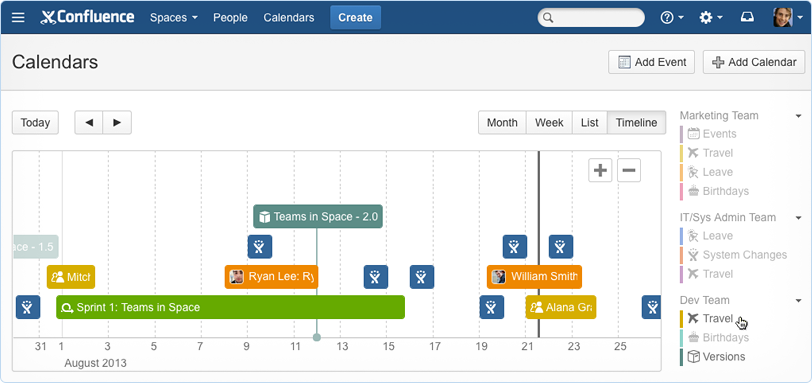 Confluence Spaces People Calendars Create
Calendars
Add Event Add Calendar
Today
Month Week List Timeline
Marketing Team
Events
Travel
Leave
Birthdays
IT/Sys Admin Team
Leave
System Changes
Travel
Dev Team
Travel
Birthdays
Versions
Teams in Space - 2.0
ace - 1.5
Mitch
Ryan Lee: Ry
William Smith
Sprint 1: Teams in Space
Alana Gra
31 1 3 5 7 9 11 13 15 17 19 21 23 25
August 2013